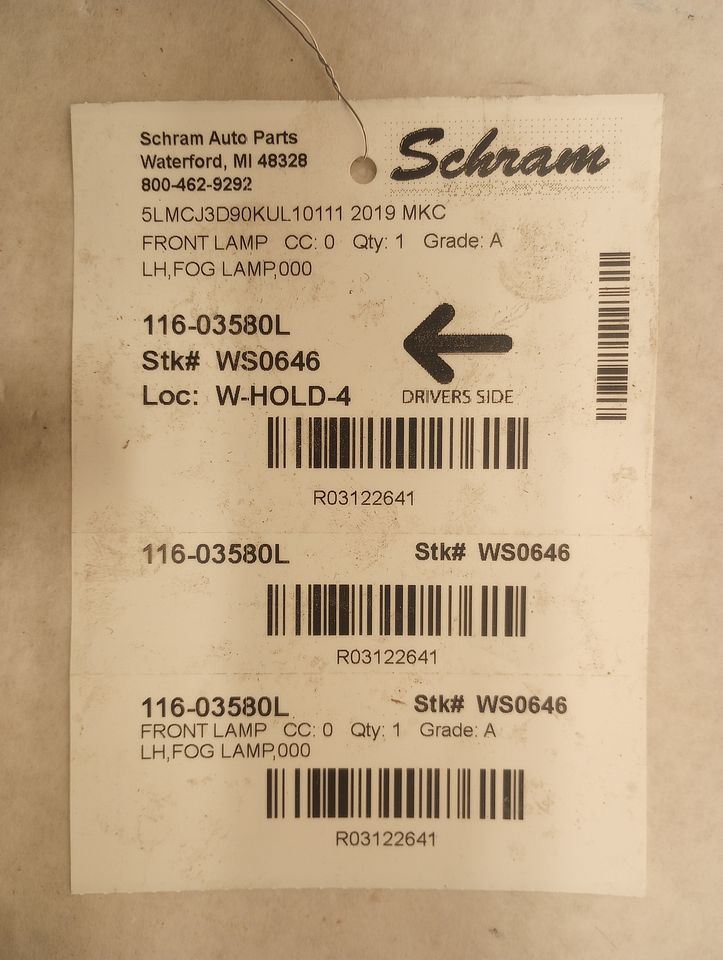 Schram Auto Parts
Waterford, MI 48328
800-462-9292
Schram
5LMCJ3D90KUL10111 2019 MKC
FRONT LAMP CC: 0 Qty: 1 Grade: A
LH,FOG LAMP,000
116-03580L
Stk# WS0646
Loc: W-HOLD-4
DRIVERS SIDE
R03122641
116-03580L Stk# WS0646
R03122641
116-03580L Stk# WS0646
FRONT LAMP CC: 0 Qty: 1 Grade: A
LH,FOG LAMP,000
R03122641